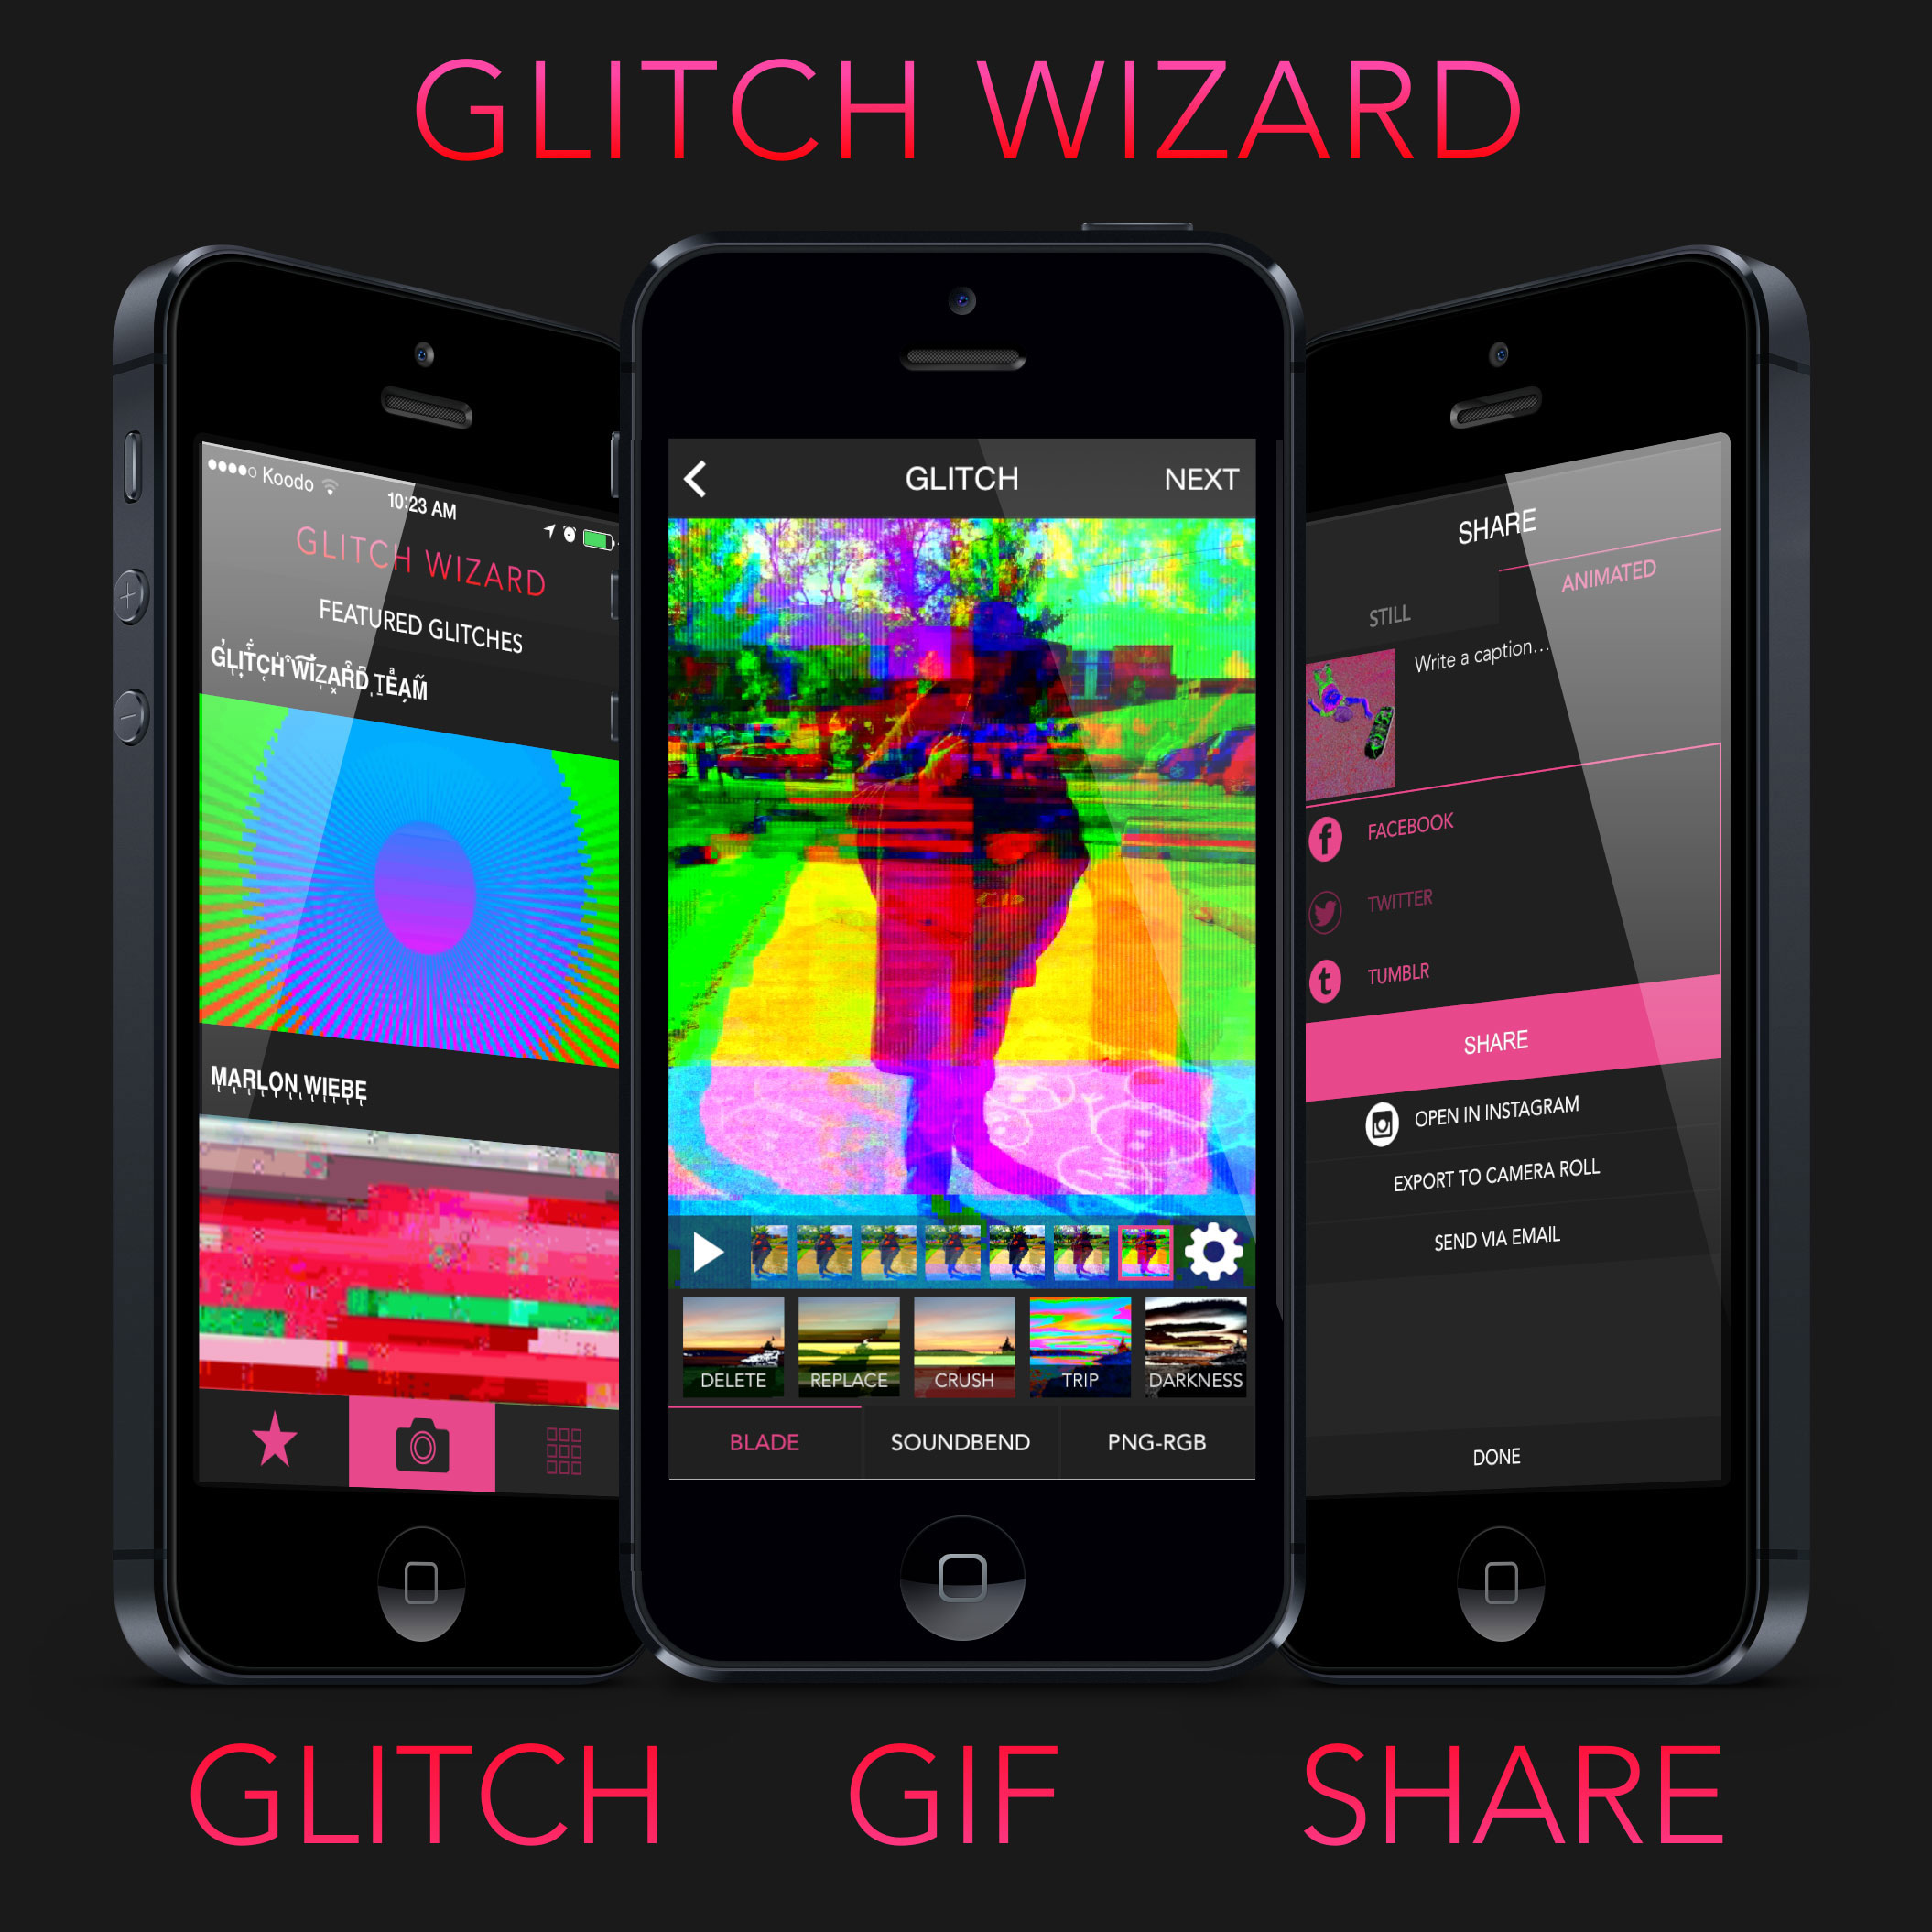 GLITCH WIZARD
Koodo
10:23 AM
GLITCH WIZARD
FEATURED GLITCHES
GLITCH WIZARD TEAM
MARLON WIEBE
GLITCH
NEXT
DELETE
REPLACE
CRUSH
TRIP
DARKNESS
BLADE
SOUNDBEND
PNG-RGB
SHARE
STILL
ANIMATED
Write a caption...
FACEBOOK
TWITTER
TUMBLR
SHARE
OPEN IN INSTAGRAM
EXPORT TO CAMERA ROLL
SEND VIA EMAIL
DONE
GLITCH GIF SHARE